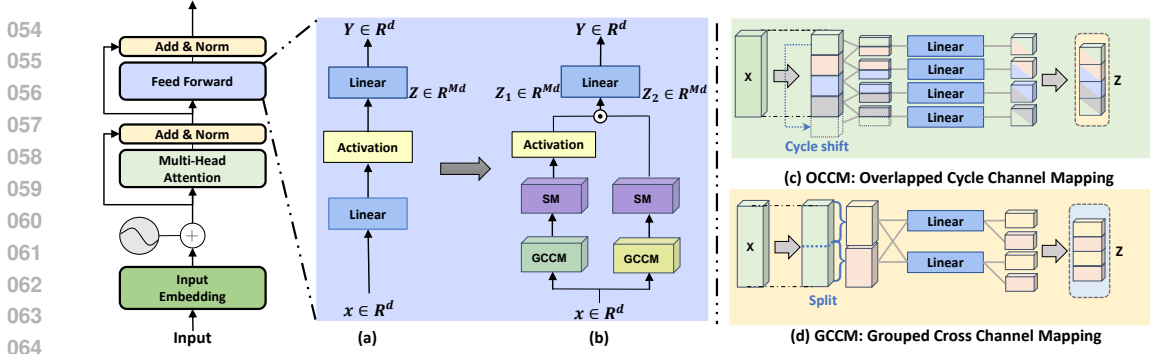 054
055
056
057
058
059
060
061
062
063
064
Add & Norm
Feed Forward
Add & Norm
Multi-Head
Attention
Input
Embedding
Input
Y ∈ R^d
Linear
Z ∈ R^{Md}
Activation
Linear
x ∈ R^d
(a)
Y ∈ R^d
Linear
Z_1 ∈ R^{Md}
Z_2 ∈ R^{Md}
Activation
SM
SM
GCCM
GCCM
x ∈ R^d
(b)
X
Cycle shift
Linear
Linear
Linear
Linear
Z
(c) OCCM: Overlapped Cycle Channel Mapping
X
Split
Linear
Linear
Z
(d) GCCM: Grouped Cross Channel Mapping